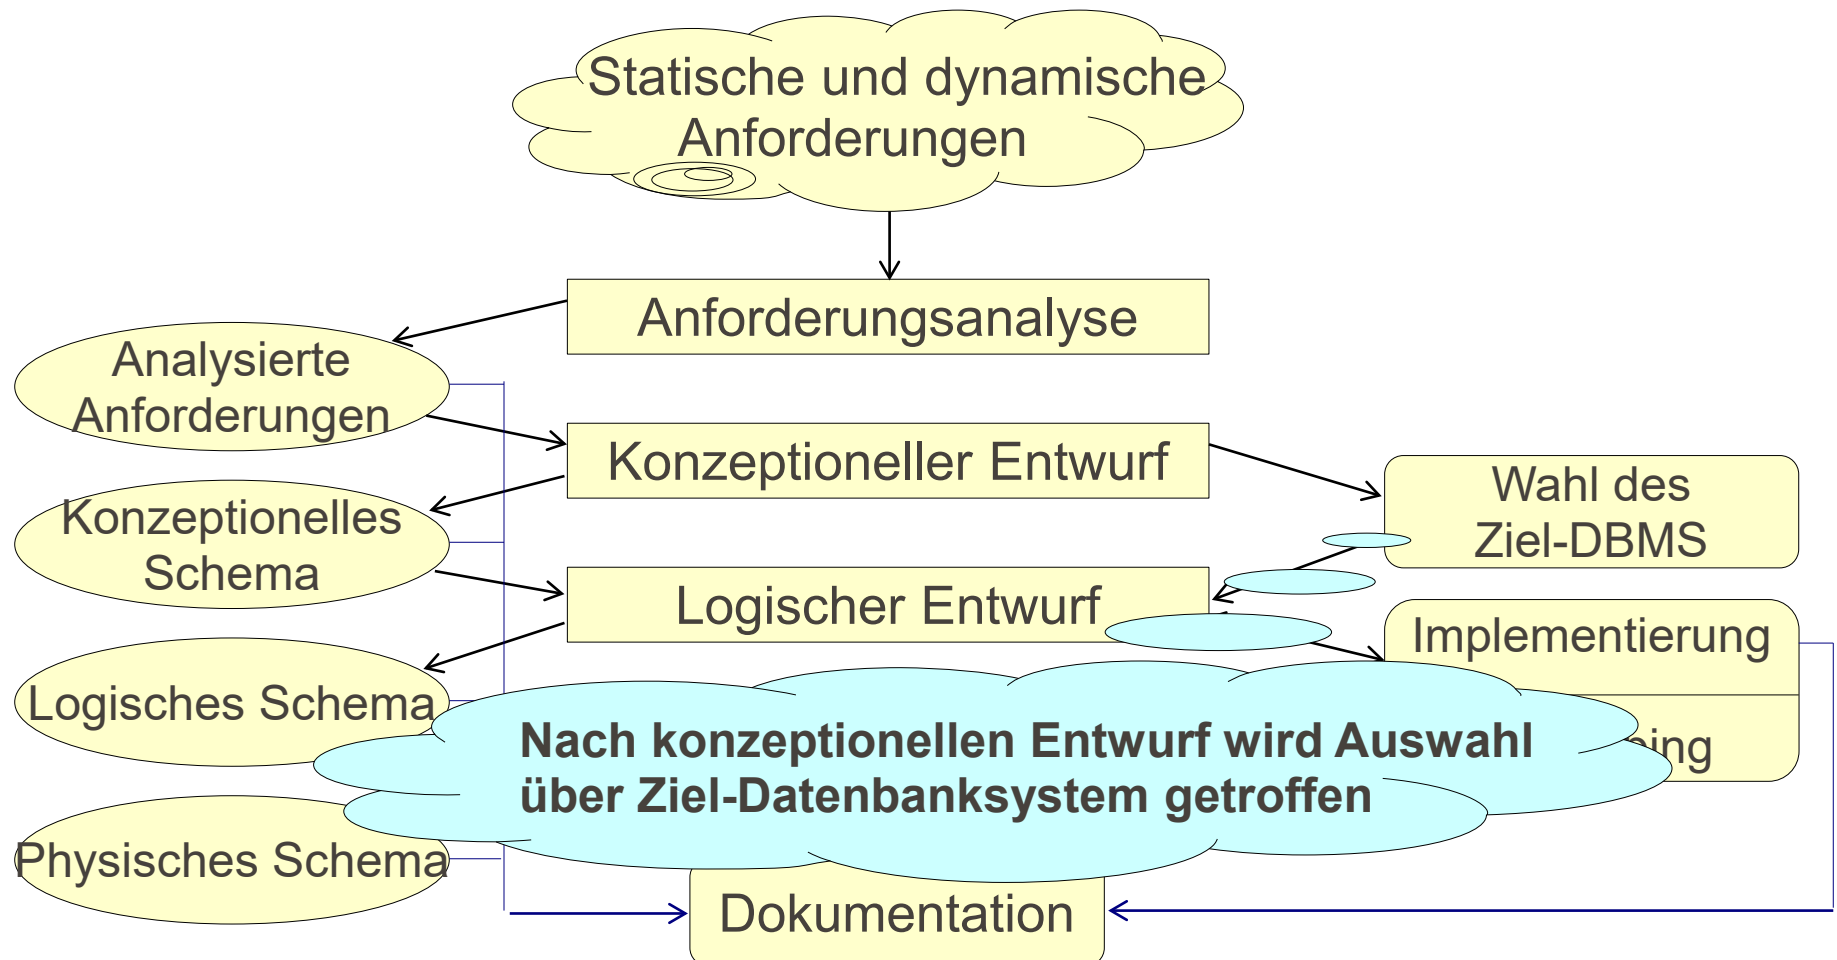 Statische und dynamische
Anforderungen
Anforderungsanalyse
Analysierte
Anforderungen
Konzeptioneller Entwurf
Wahl des
Ziel-DBMS
Konzeptionelles
Schema
Logischer Entwurf
Implementierung
Logisches Schema
Nach konzeptionellen Entwurf wird Auswahl
über Ziel-Datenbanksystem getroffen
Physisches Schema
Dokumentation